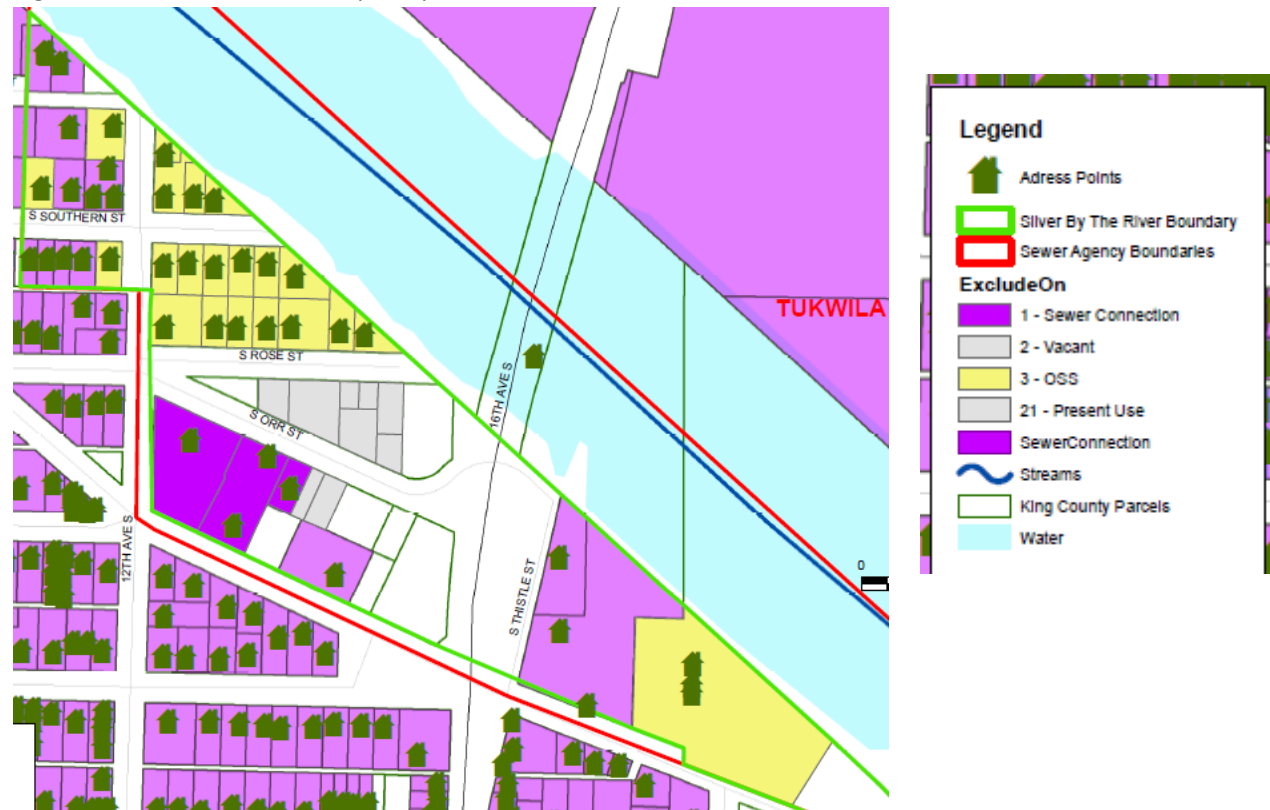 S SOUTHERN ST
S ROSE ST
TUKWILA
16TH AVE S
S ORR ST
12TH AVE S
S THISTLE ST
0
Legend
Adress Points
Silver By The River Boundary
Sewer Agency Boundaries
ExcludeOn
1 - Sewer Connection
2 - Vacant
3 - OSS
21 - Present Use
SewerConnection
Streams
King County Parcels
Water